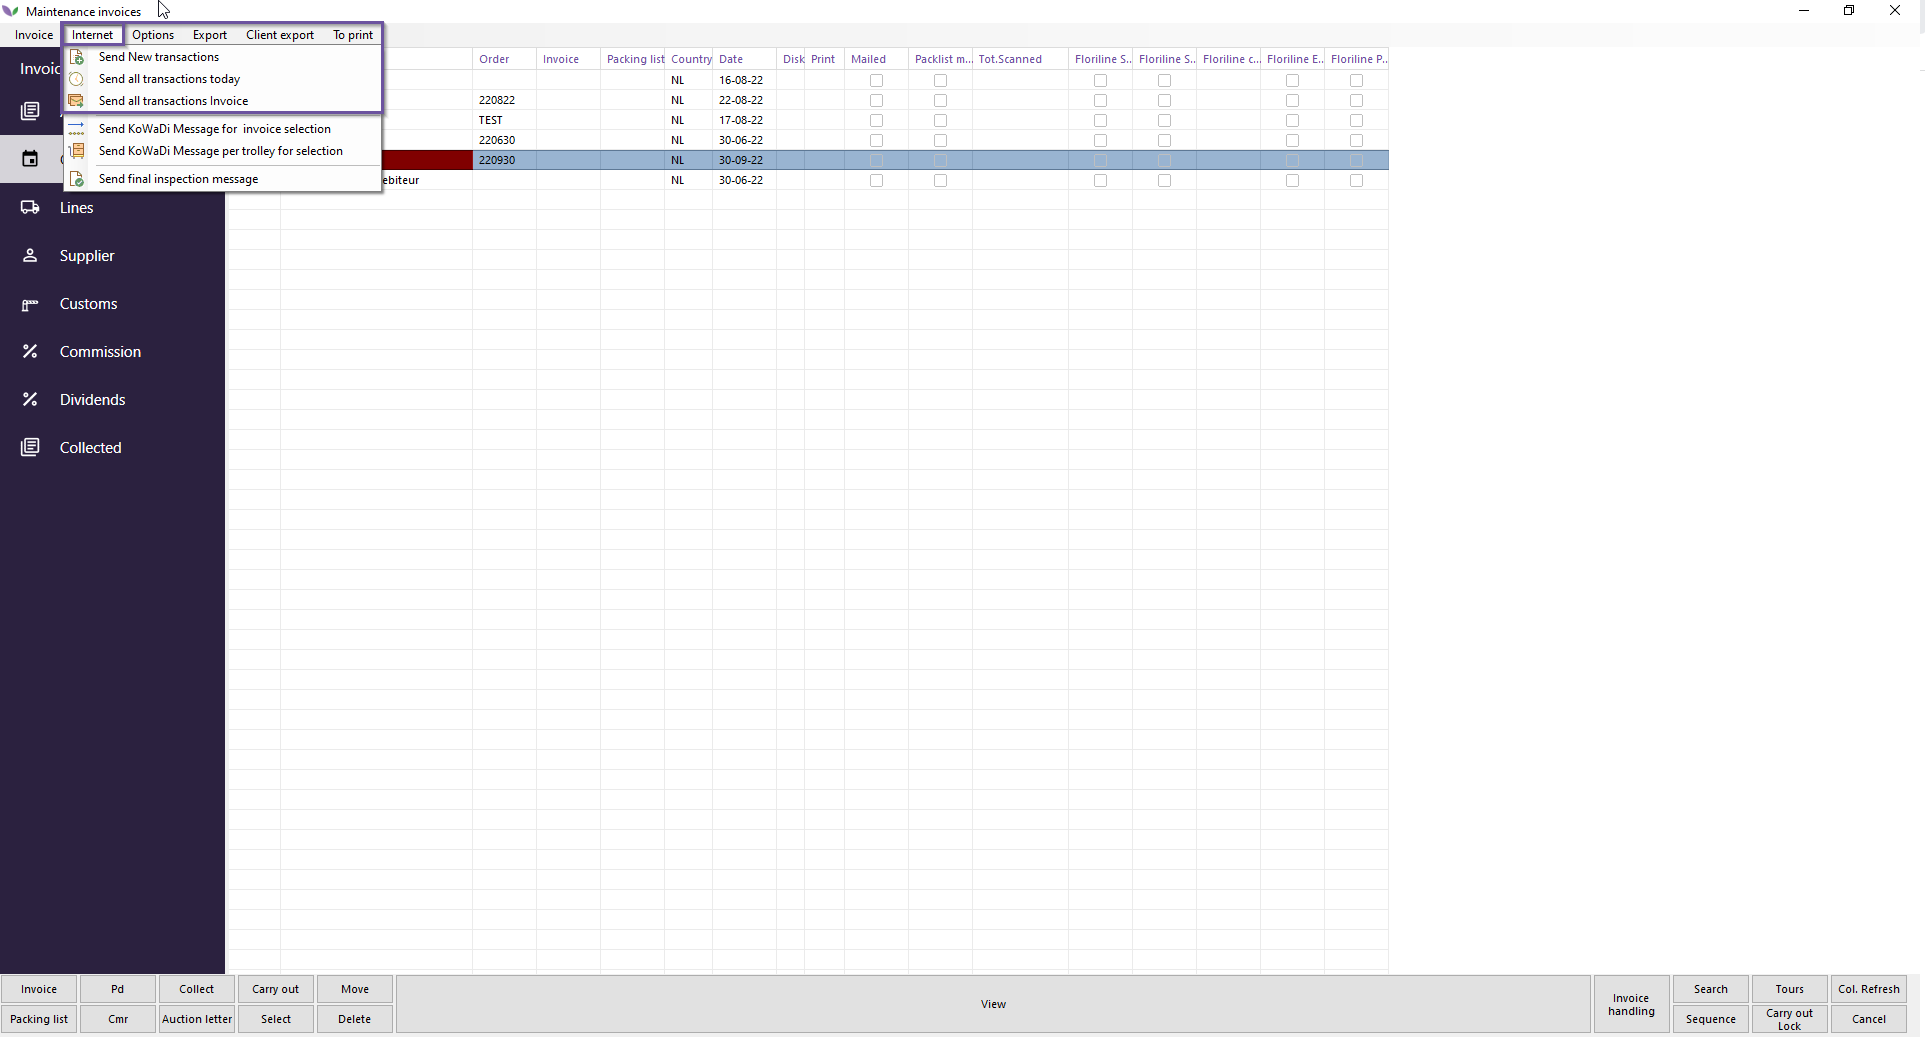 Maintenance invoices
Invoice Internet Options Export Client export To print
Send New transactions
Send all transactions today
Send all transactions Invoice
Send KoWaDi Message for invoice selection
Send KoWaDi Message per trolley for selection
Send final inspection message
Order Invoice Packing list Country Date Disk Print Mailed Packlist m... Tot.Scanned Floriline S... Floriline S... Floriline c... Floriline E... Floriline P...
NL 16-08-22
220822 NL 22-08-22
TEST NL 17-08-22
220630 NL 30-06-22
220930 NL 30-09-22
ebiteur NL 30-06-22
Invoic
Lines
Supplier
Customs
Commission
Dividends
Collected
Invoice Pd Collect Carry out Move
Packing list Cmr Auction letter Select Delete
View
Invoice
handling
Search Tours Col. Refresh
Sequence Carry out Cancel
Lock